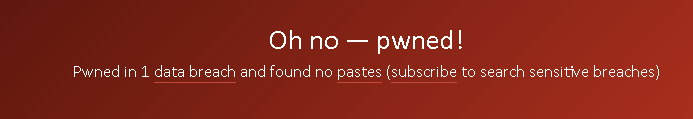 Oh no — pwned!
Pwned in 1 data breach and found no pastes (subscribe to search sensitive breaches)